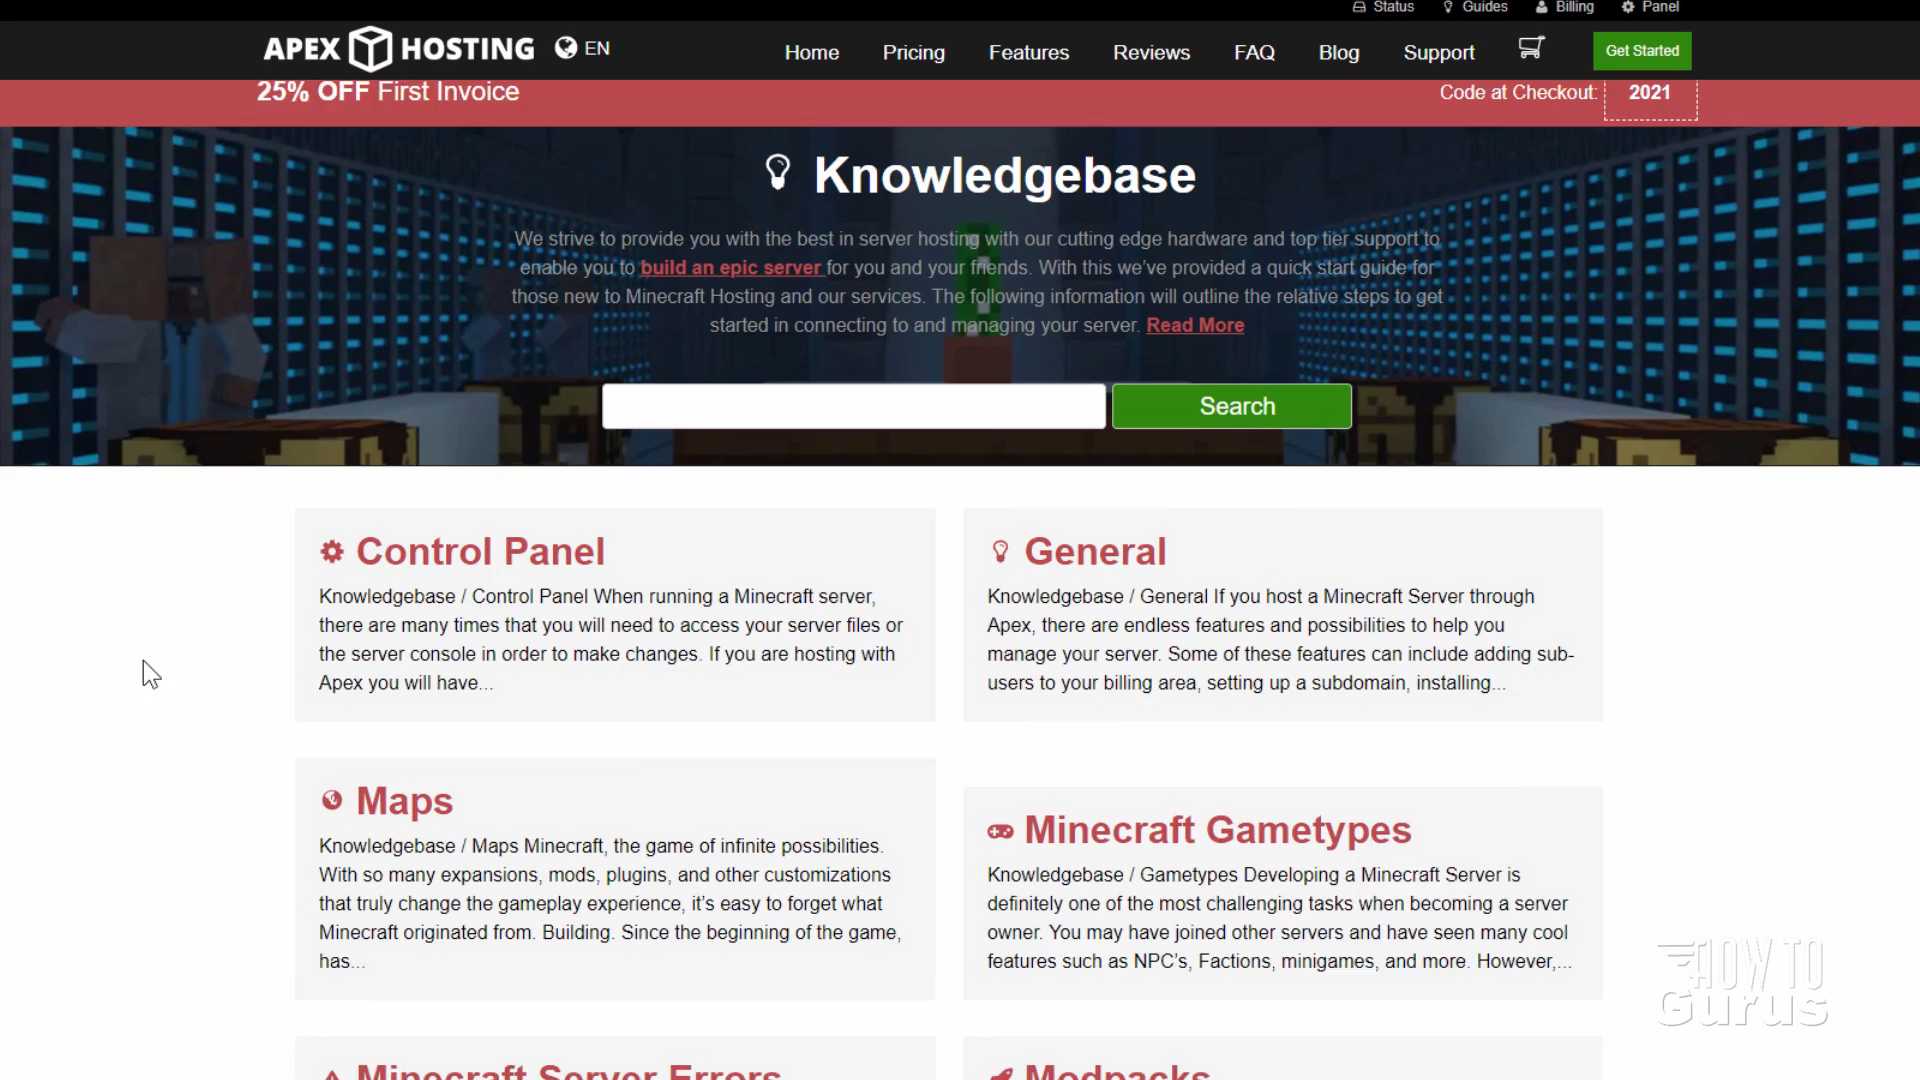 Status Guides Billing Panel
APEX HOSTING EN Home Pricing Features Reviews FAQ Blog Support Get Started
25% OFF First Invoice Code at Checkout: 2021
Knowledgebase
We strive to provide you with the best in server hosting with our cutting edge hardware and top tier support to
enable you to build an epic server for you and your friends. With this we've provided a quick start guide for
those new to Minecraft Hosting and our services. The following information will outline the relative steps to get
started in connecting to and managing your server. Read More
Search
Control Panel
Knowledgebase / Control Panel When running a Minecraft server,
there are many times that you will need to access your server files or
the server console in order to make changes. If you are hosting with
Apex you will have...
General
Knowledgebase / General If you host a Minecraft Server through
Apex, there are endless features and possibilities to help you
manage your server. Some of these features can include adding sub-
users to your billing area, setting up a subdomain, installing...
Maps
Knowledgebase / Maps Minecraft, the game of infinite possibilities.
With so many expansions, mods, plugins, and other customizations
that truly change the gameplay experience, it's easy to forget what
Minecraft originated from. Building. Since the beginning of the game,
has...
Minecraft Gametypes
Knowledgebase / Gametypes Developing a Minecraft Server is
definitely one of the most challenging tasks when becoming a server
owner. You may have joined other servers and have seen many cool
features such as NPC's, Factions, minigames, and more. However,...
Minecraft Server Errors
Modpacks
HOW TO
Gurus